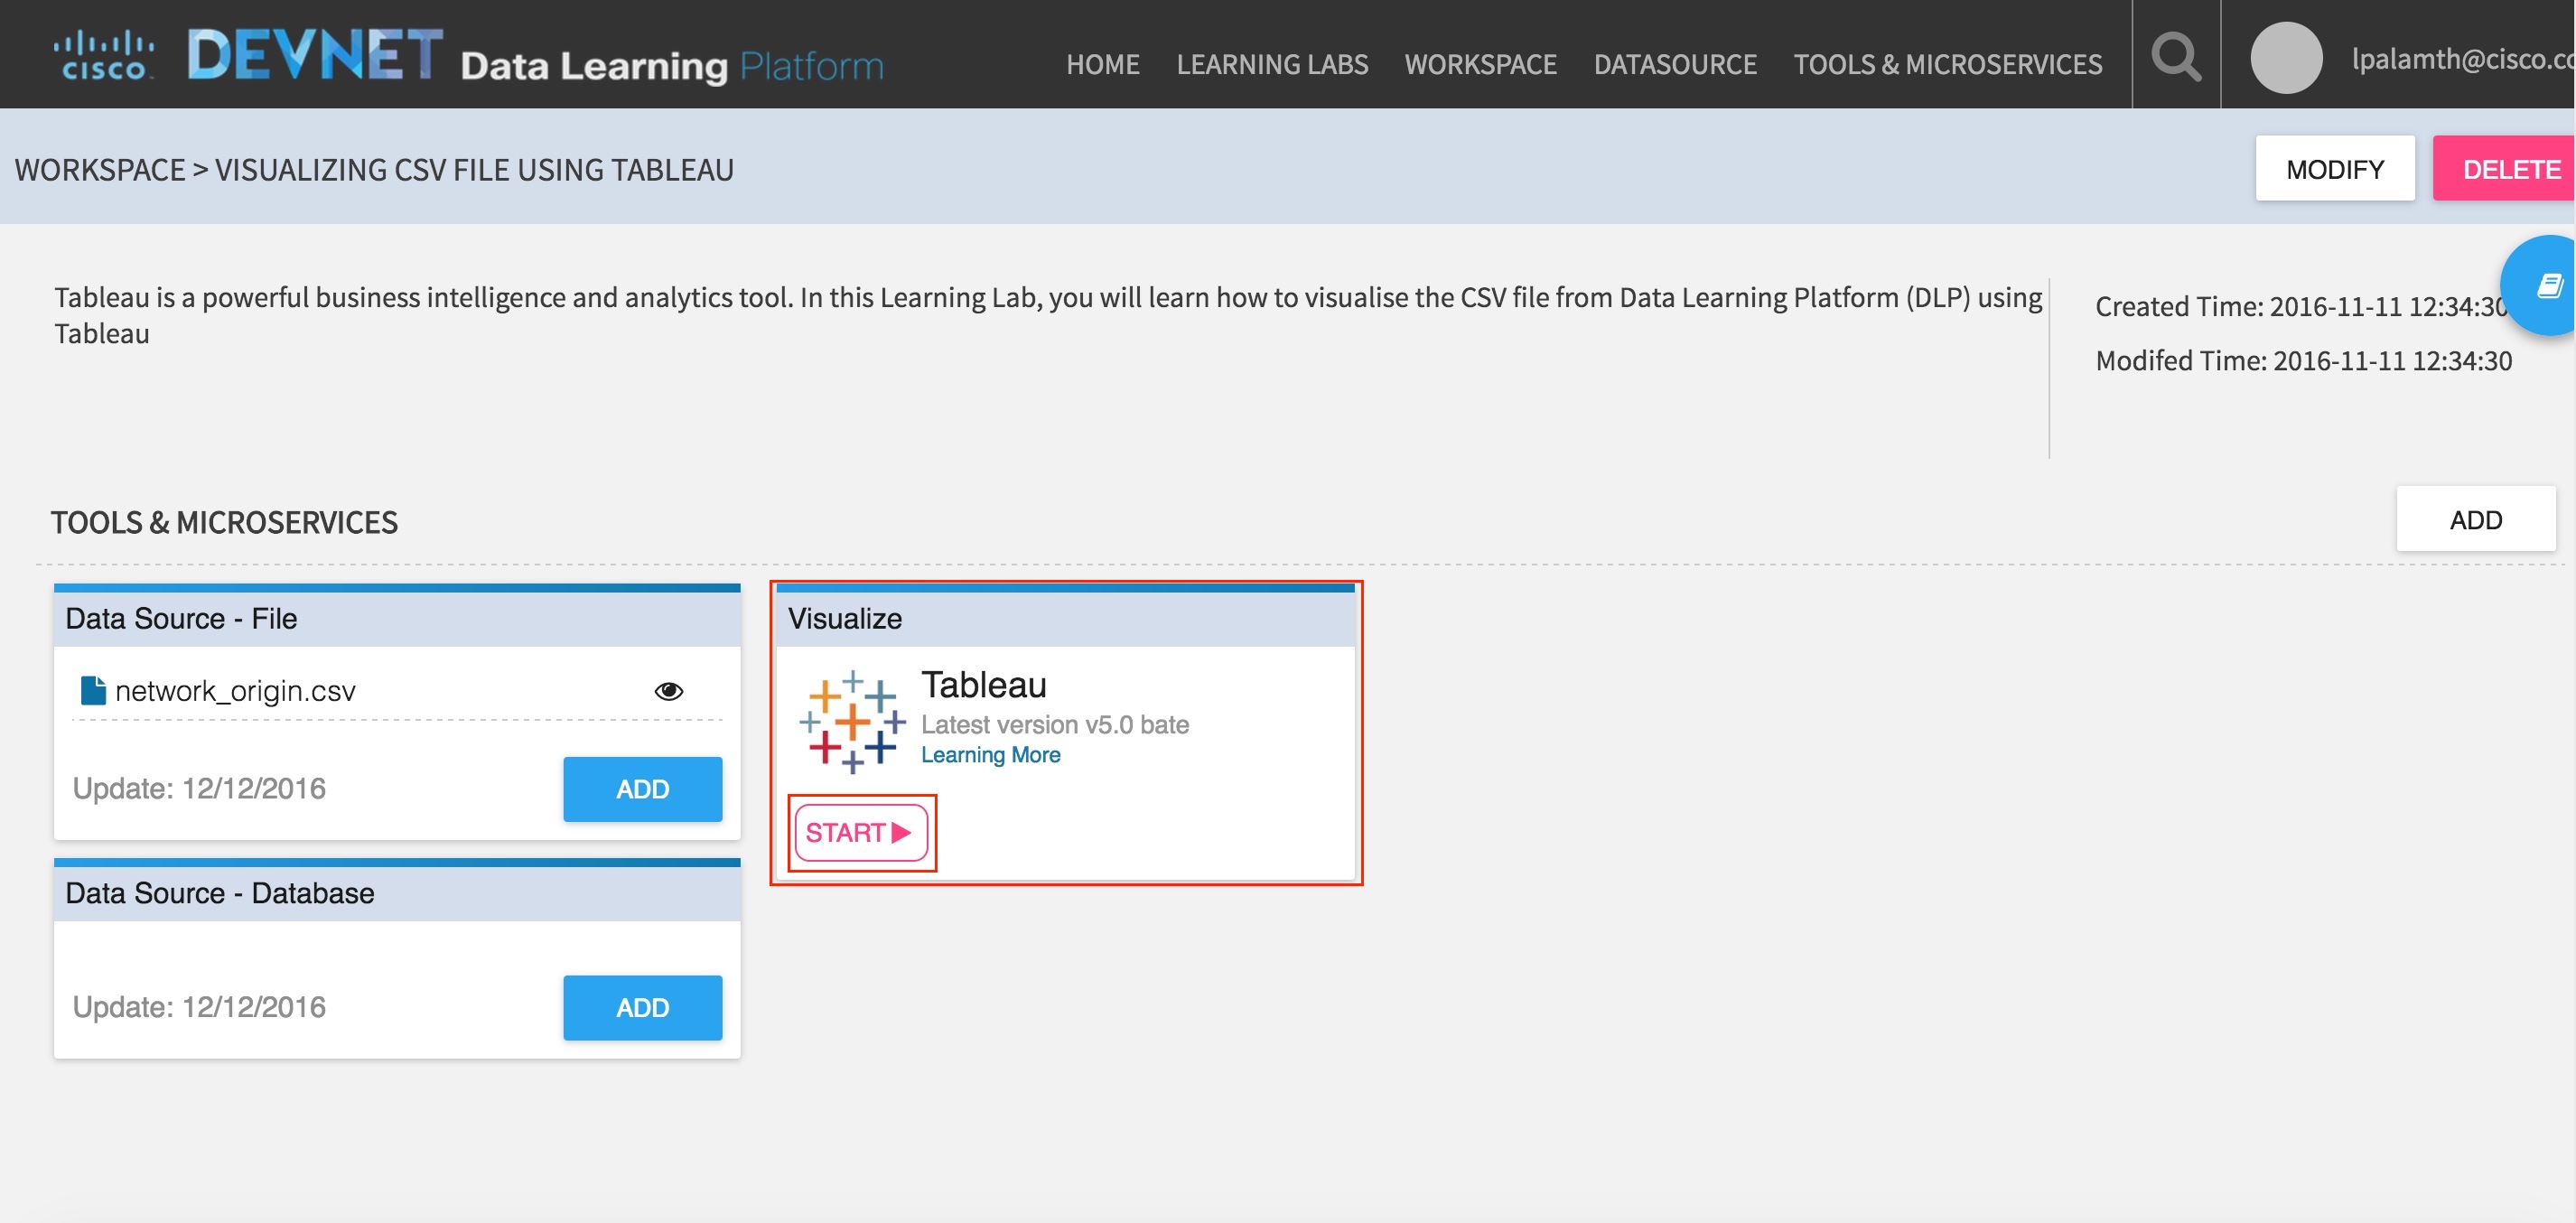 CISCO DEVNET Data Learning Platform
HOME LEARNING LABS WORKSPACE DATASOURCE TOOLS & MICROSERVICES lpalamth@cisco.cc
WORKSPACE > VISUALIZING CSV FILE USING TABLEAU
MODIFY DELETE
Tableau is a powerful business intelligence and analytics tool. In this Learning Lab, you will learn how to visualise the CSV file from Data Learning Platform (DLP) using
Tableau
Created Time: 2016-11-11 12:34:30
Modifed Time: 2016-11-11 12:34:30
TOOLS & MICROSERVICES
ADD
Data Source - File
network_origin.csv
Update: 12/12/2016
ADD
Data Source - Database
Update: 12/12/2016
ADD
Visualize
Tableau
Latest version v5.0 bate
Learning More
START